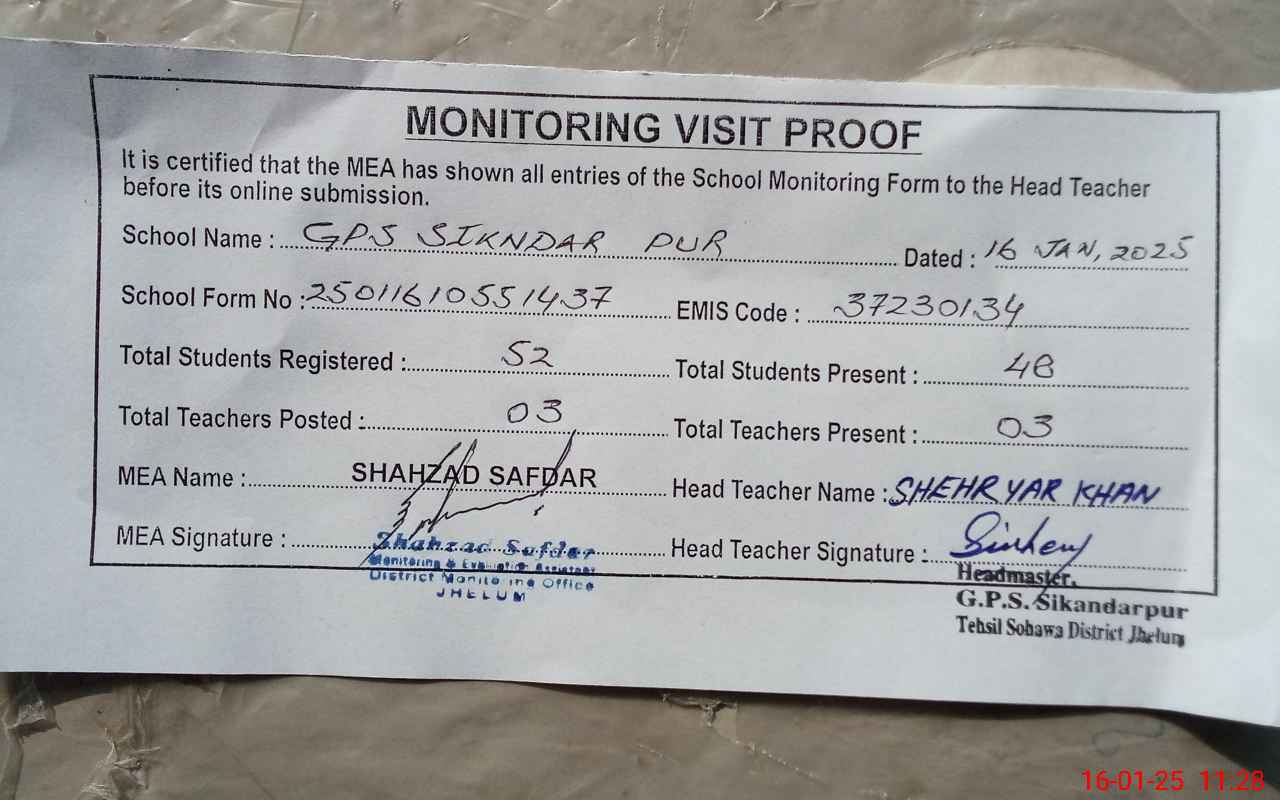 MONITORING VISIT PROOF
It is certified that the MEA has shown all entries of the School Monitoring Form to the Head Teacher
before its online submission.
School Name : GPS SIKNDAR PUR Dated : 16 JAN, 2025
School Form No : 25011610551437 EMIS Code : 37230134
Total Students Registered : 52 Total Students Present : 48
Total Teachers Posted : 03 Total Teachers Present : 03
MEA Name : SHAHZAD SAFDAR Head Teacher Name : SHEHRYAR KHAN
MEA Signature : Head Teacher Signature :
Shahzad Safdar
Monitoring & Evaluation Assistant
District Monitoring Office
JHELUM
Headmaster,
G.P.S. Sikandarpur
Tehsil Sohawa District Jhelum
16-01-25 11:28